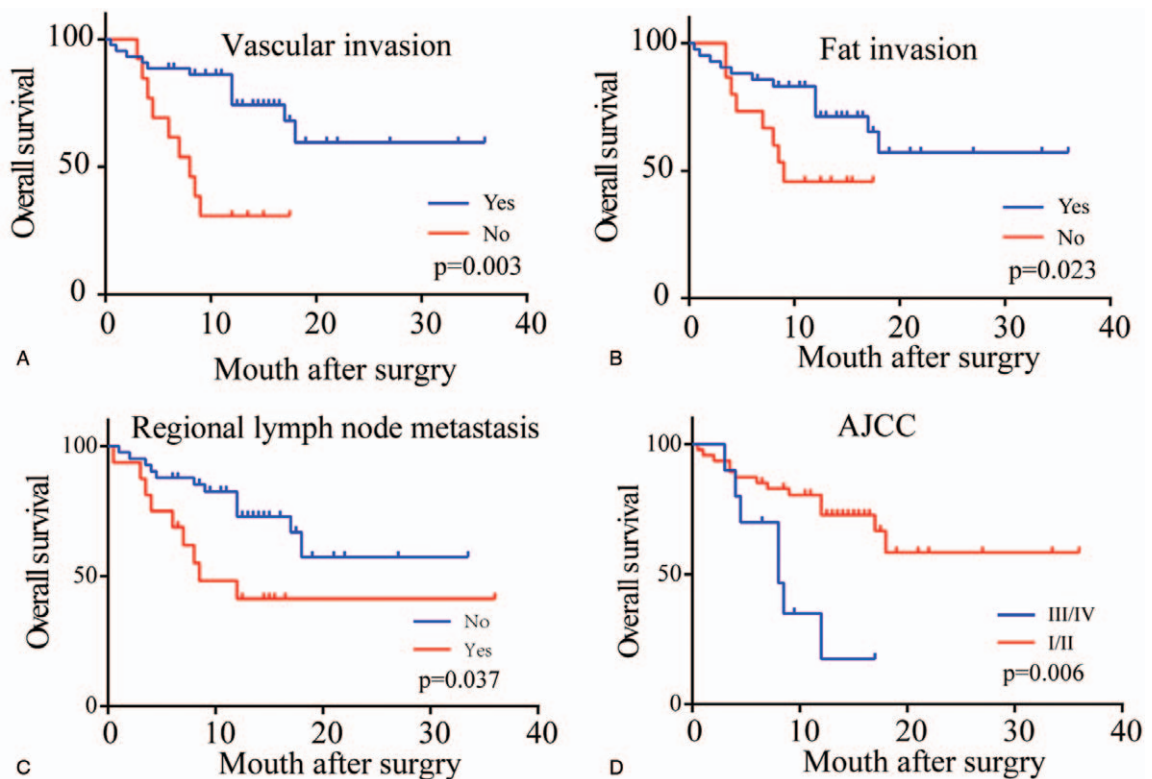 Vascular invasion
100
50
0
Overall survival
Yes
No
p=0.003
10
20
30
40
A
Mouth after surgry
Fat invasion
100
50
0
Overall survival
Yes
No
p=0.023
0
10
20
30
40
B
Mouth after surgry
Regional lymph node metastasis
100
50
0
Overall survival
No
Yes
p=0.037
0
10
20
30
40
C
Mouth after surgry
AJCC
100
50
0
Overall survival
III/IV
I/II
p=0.006
0
10
20
30
40
D
Mouth after surgry